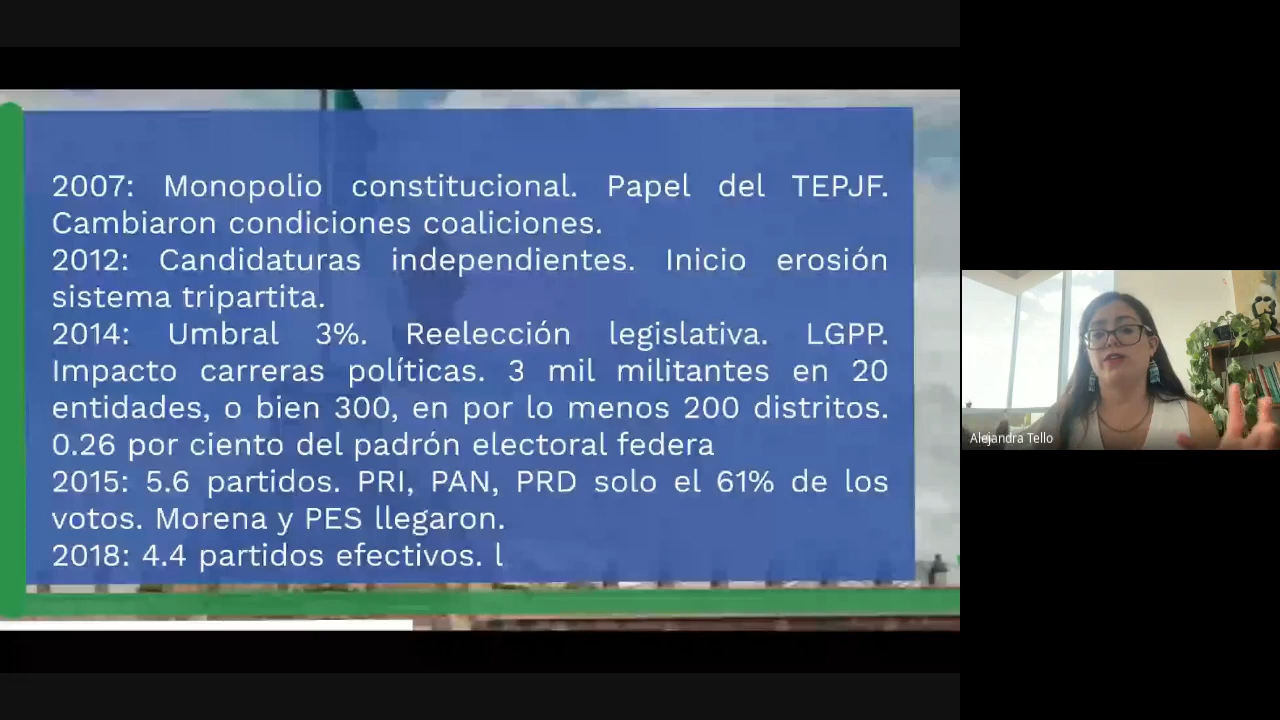 2007: Monopolio constitucional. Papel del TEPJF.
Cambiaron condiciones coaliciones.
2012: Candidaturas independientes. Inicio erosión
sistema tripartita.
2014: Umbral 3%. Reelección legislativa. LGPP.
Impacto carreras políticas. 3 mil militantes en 20
entidades, o bien 300, en por lo menos 200 distritos.
0.26 por ciento del padrón electoral federa
2015: 5.6 partidos. PRI, PAN, PRD solo el 61% de los
votos. Morena y PES llegaron.
2018: 4.4 partidos efectivos. l
Alejandra Tello